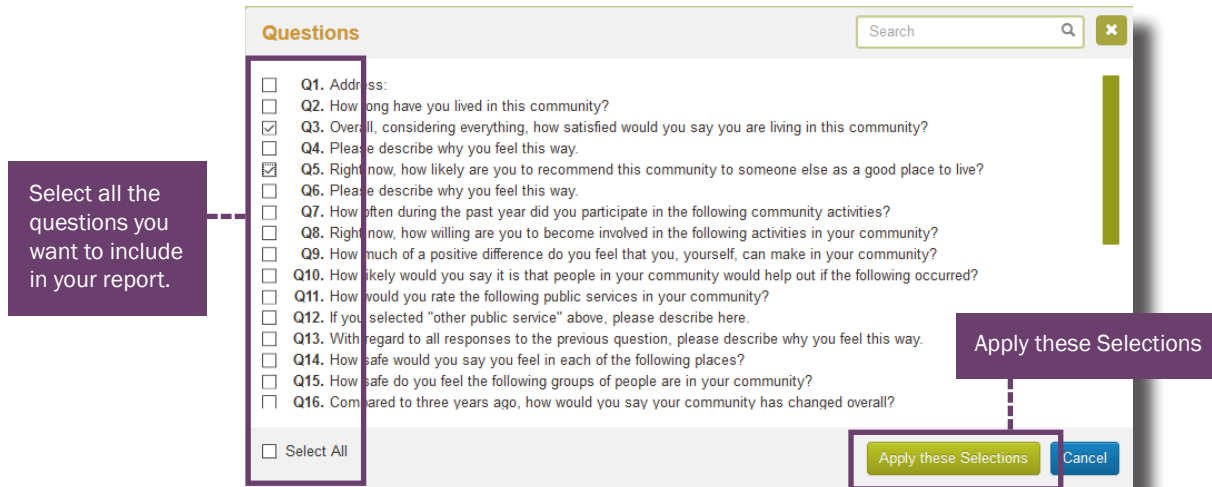 Questions
Search
Q1. Address:
Q2. How long have you lived in this community?
Q3. Overall, considering everything, how satisfied would you say you are living in this community?
Q4. Please describe why you feel this way.
Q5. Right now, how likely are you to recommend this community to someone else as a good place to live?
Q6. Please describe why you feel this way.
Q7. How often during the past year did you participate in the following community activities?
Q8. Right now, how willing are you to become involved in the following activities in your community?
Q9. How much of a positive difference do you feel that you, yourself, can make in your community?
Q10. How likely would you say it is that people in your community would help out if the following occurred?
Q11. How would you rate the following public services in your community?
Q12. If you selected "other public service" above, please describe here.
Q13. With regard to all responses to the previous question, please describe why you feel this way.
Q14. How safe would you say you feel in each of the following places?
Q15. How safe do you feel the following groups of people are in your community?
Q16. Compared to three years ago, how would you say your community has changed overall?
Select All
Apply these Selections
Cancel
Select all the
questions you
want to include
in your report.
Apply these Selections